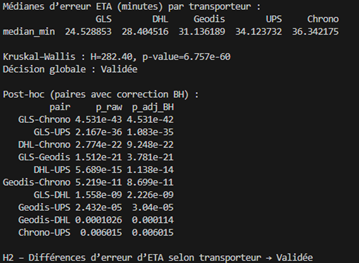 Médianes d'erreur ETA (minutes) par transporteur :
GLS DHL Geodis UPS Chrono
median_min 24.528853 28.404516 31.136189 34.123732 36.342175
Kruskal-Wallis : H=282.40, p-value=6.757e-60
Décision globale : Validée
Post-hoc (paires avec correction BH) :
pair p_raw p_adj_BH
GLS-Chrono 4.531e-43 4.531e-42
GLS-UPS 2.167e-36 1.083e-35
DHL-Chrono 2.774e-22 9.248e-22
GLS-Geodis 1.512e-21 3.781e-21
DHL-UPS 5.689e-15 1.138e-14
Geodis-Chrono 5.219e-11 8.699e-11
GLS-DHL 1.558e-09 2.226e-09
Geodis-UPS 2.432e-05 3.04e-05
Geodis-DHL 0.0001026 0.000114
Chrono-UPS 0.006015 0.006015
H2 – Différences d'erreur d'ETA selon transporteur → Validée